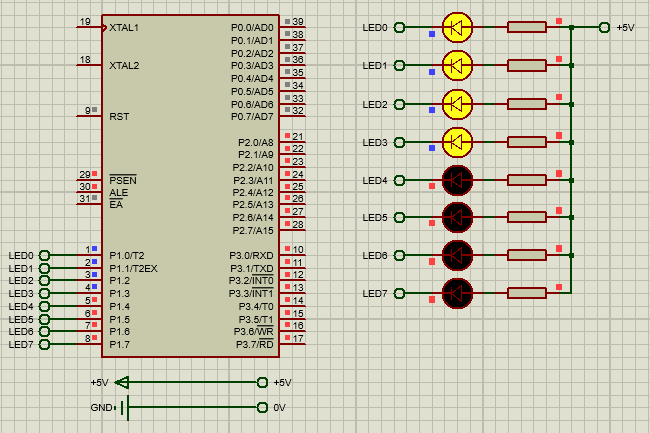 19 XTAL1 P0.0/AD0 39
P0.1/AD1 38
P0.2/AD2 37
18 XTAL2 P0.3/AD3 36
P0.4/AD4 35
P0.5/AD5 34
P0.6/AD6 33
9 RST P0.7/AD7 32
P2.0/A8 21
P2.1/A9 22
P2.2/A10 23
29 PSEN P2.3/A11 24
30 ALE P2.4/A12 25
31 EA P2.5/A13 26
P2.6/A14 27
P2.7/A15 28
LED0 1 P1.0/T2 P3.0/RXD 10
LED1 2 P1.1/T2EX P3.1/TXD 11
LED2 3 P1.2 P3.2/INT0 12
LED3 4 P1.3 P3.3/INT1 13
LED4 5 P1.4 P3.4/T0 14
LED5 6 P1.5 P3.5/T1 15
LED6 7 P1.6 P3.6/WR 16
LED7 8 P1.7 P3.7/RD 17
+5V +5V
GND 0V
LED0 +5V
LED1
LED2
LED3
LED4
LED5
LED6
LED7